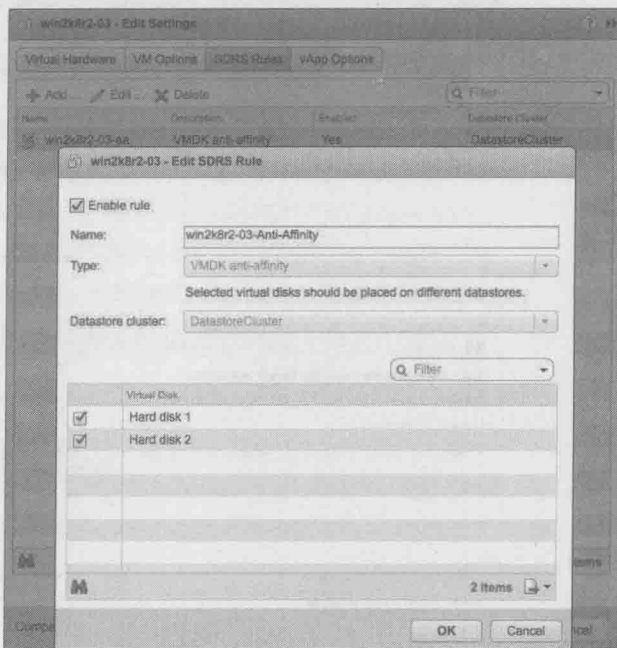 win2k8r2-03 - Edit Settings
Virtual Hardware VM Options SDRS Rules vApp Options
Add... Edit... Delete Filter
Name Description Enabled Datastore Cluster
win2k8r2-03-aa VMDK anti-affinity Yes DatastoreCluster
win2k8r2-03 - Edit SDRS Rule
Enable rule
Name: win2k8r2-03-Anti-Affinity
Type: VMDK anti-affinity
Selected virtual disks should be placed on different datastores.
Datastore cluster: DatastoreCluster
Filter
Virtual Disk
Hard disk 1
Hard disk 2
2 Items
OK Cancel